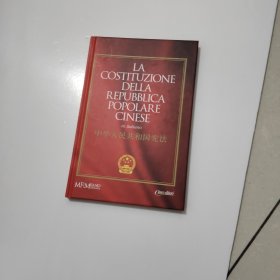 LA
COSTITUZIONE
DELLA
REPUBBLICA
POPOLARE
CINESE
中华人民共和国宪法